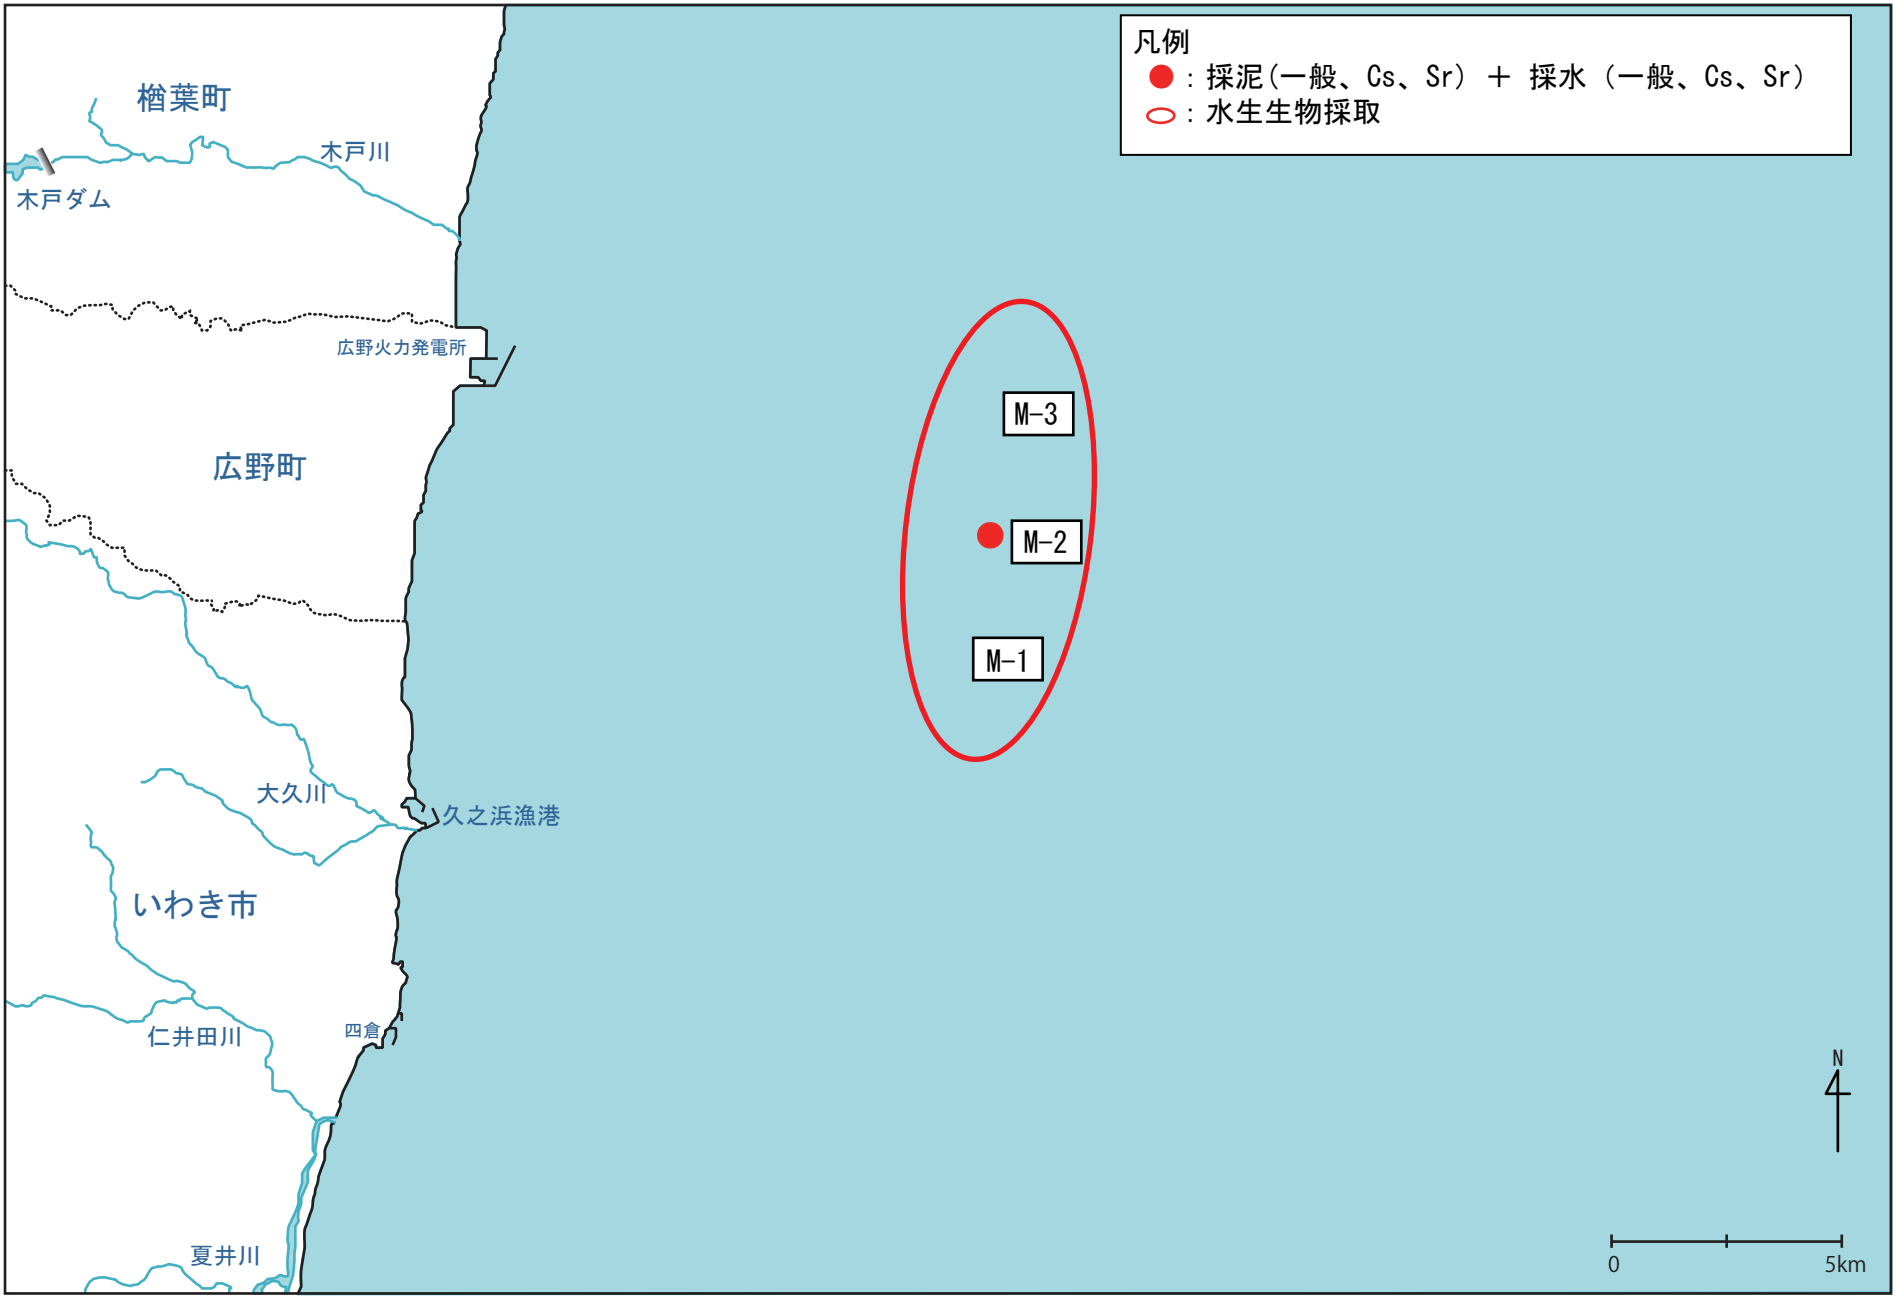 凡例
：採泥(一般、Cs、Sr) ＋ 採水 (一般、Cs、Sr)
：水生生物採取
楢葉町
木戸川
木戸ダム
広野火力発電所
M-3
広野町
M-2
M-1
大久川
久之浜漁港
いわき市
仁井田川
四倉
N
夏井川
0 5km